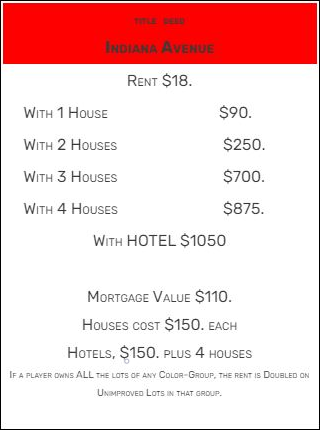 TITLE DEED
INDIANA AVENUE
RENT $18.
WITH 1 HOUSE $90.
WITH 2 HOUSES $250.
WITH 3 HOUSES $700.
WITH 4 HOUSES $875.
WITH HOTEL $1050
MORTGAGE VALUE $110.
HOUSES COST $150. EACH
HOTELS, $150. PLUS 4 HOUSES
IF A PLAYER OWNS ALL THE LOTS OF ANY COLOR-GROUP, THE RENT IS DOUBLED ON
UNIMPROVED LOTS IN THAT GROUP.